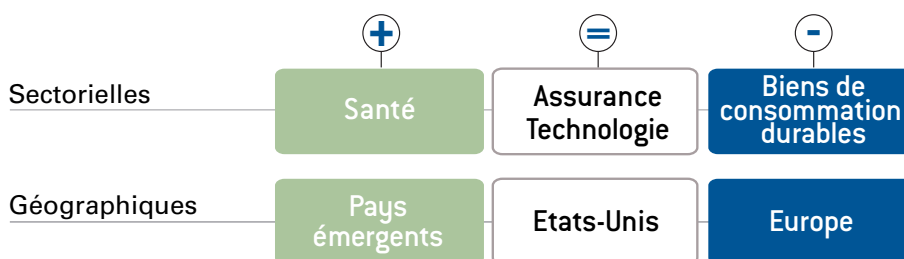 + = -
Sectorielles
Santé
Assurance
Technologie
Biens de
consommation
durables
Géographiques
Pays
émergents
Etats-Unis
Europe